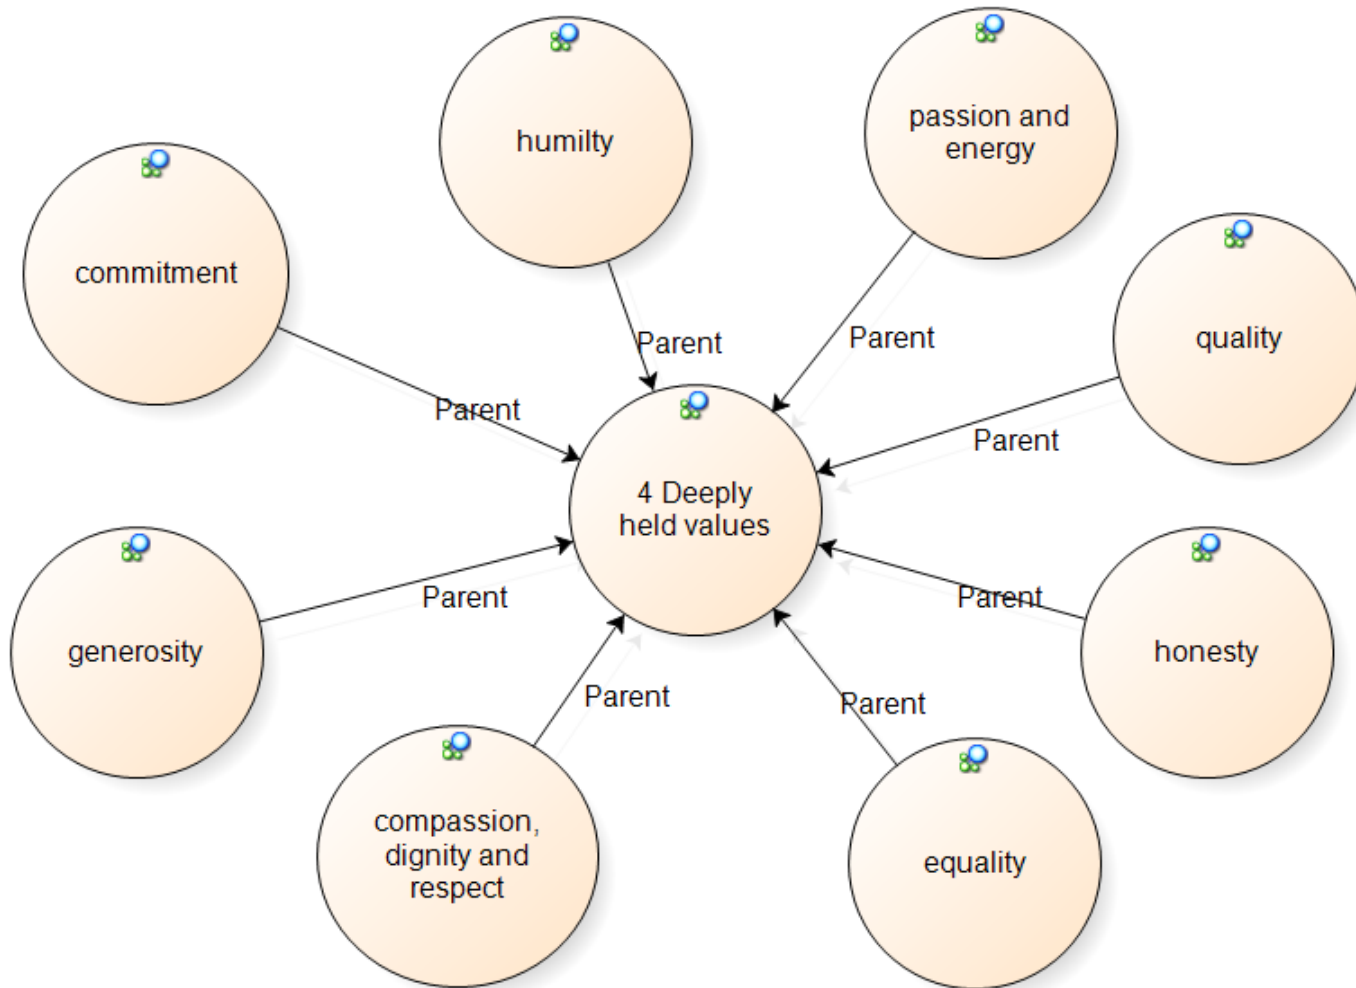 passion and
energy
humilty
commitment
quality
Parent
Parent
Parent
Parent
4 Deeply
held values
Parent
Parent
generosity
honesty
Parent
Parent
compassion,
dignity and
respect
equality